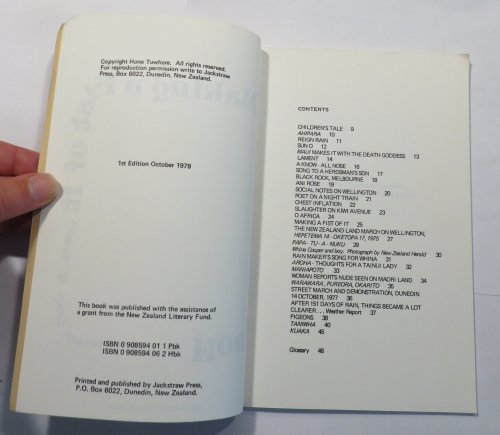 Copyright Hone Tuwhare. All rights reserved.
For reproduction permission write to Jackstraw
Press, Box 6022, Dunedin, New Zealand.
1st Edition October 1978
This book was published with the assistance of
a grant from the New Zealand Literary Fund.
ISBN 0 908594 01 1 Pbk
ISBN 0 908594 06 2 Hbk
Printed and published by Jackstraw Press,
P.O. Box 6022, Dunedin, New Zealand.
CONTENTS
CHILDREN'S TALE 9
AHIPARA 10
REIGN RAIN 11
SUN O 12
MAUI MAKES IT WITH THE DEATH GODDESS 13
LAMENT 14
A KNOW - ALL NOSE 16
SONG TO A HERDSMAN'S SON 17
BLACK ROCK, MELBOURNE 18
ANI ROSE 19
SOCIAL NOTES ON WELLINGTON 20
POET ON A NIGHT TRAIN 21
CHEST INFLATION 22
SLAUGHTER ON KIWI AVENUE 23
O AFRICA 24
MAKING A FIST OF IT 25
THE NEW ZEALAND LAND MARCH ON WELLINGTON,
HEPETEMA 14 - OKETOPA 17, 1975 27
PAPA - TU - A - NUKU 29
Whina Cooper and boy: Photograph by New Zealand Herald 30
RAIN MAKER'S SONG FOR WHINA 31
AROHA - THOUGHTS FOR A TAINUI LADY 32
MANIAPOTO 33
WOMAN REPORTS NUDE SEEN ON MAORI LAND 34
WARAWARA, PUREORA, OKARITO 35
STREET MARCH AND DEMONSTRATION, DUNEDIN
14 OCTOBER, 1977 36
AFTER 151 DAYS OF RAIN, THINGS BECAME A LOT
CLEARER ... Weather Report 37
PIGEONS 38
TANIWHA 40
KUAKA 45
Glossary 48